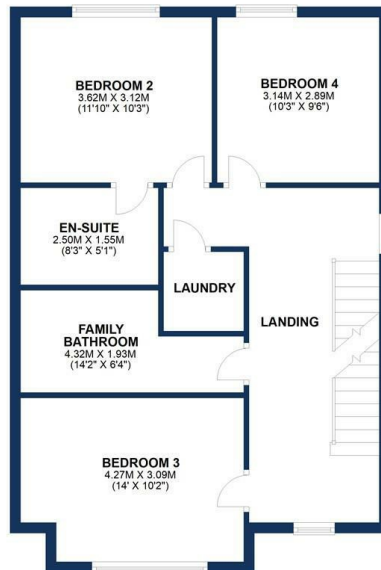 BEDROOM 2
3.62M X 3.12M
(11'10" X 10'3")
BEDROOM 4
3.14M X 2.89M
(10'3" X 9'6")
EN-SUITE
2.50M X 1.55M
(8'3" X 5'1")
LAUNDRY
FAMILY
BATHROOM
4.32M X 1.93M
(14'2" X 6'4")
LANDING
BEDROOM 3
4.27M X 3.09M
(14' X 10'2")